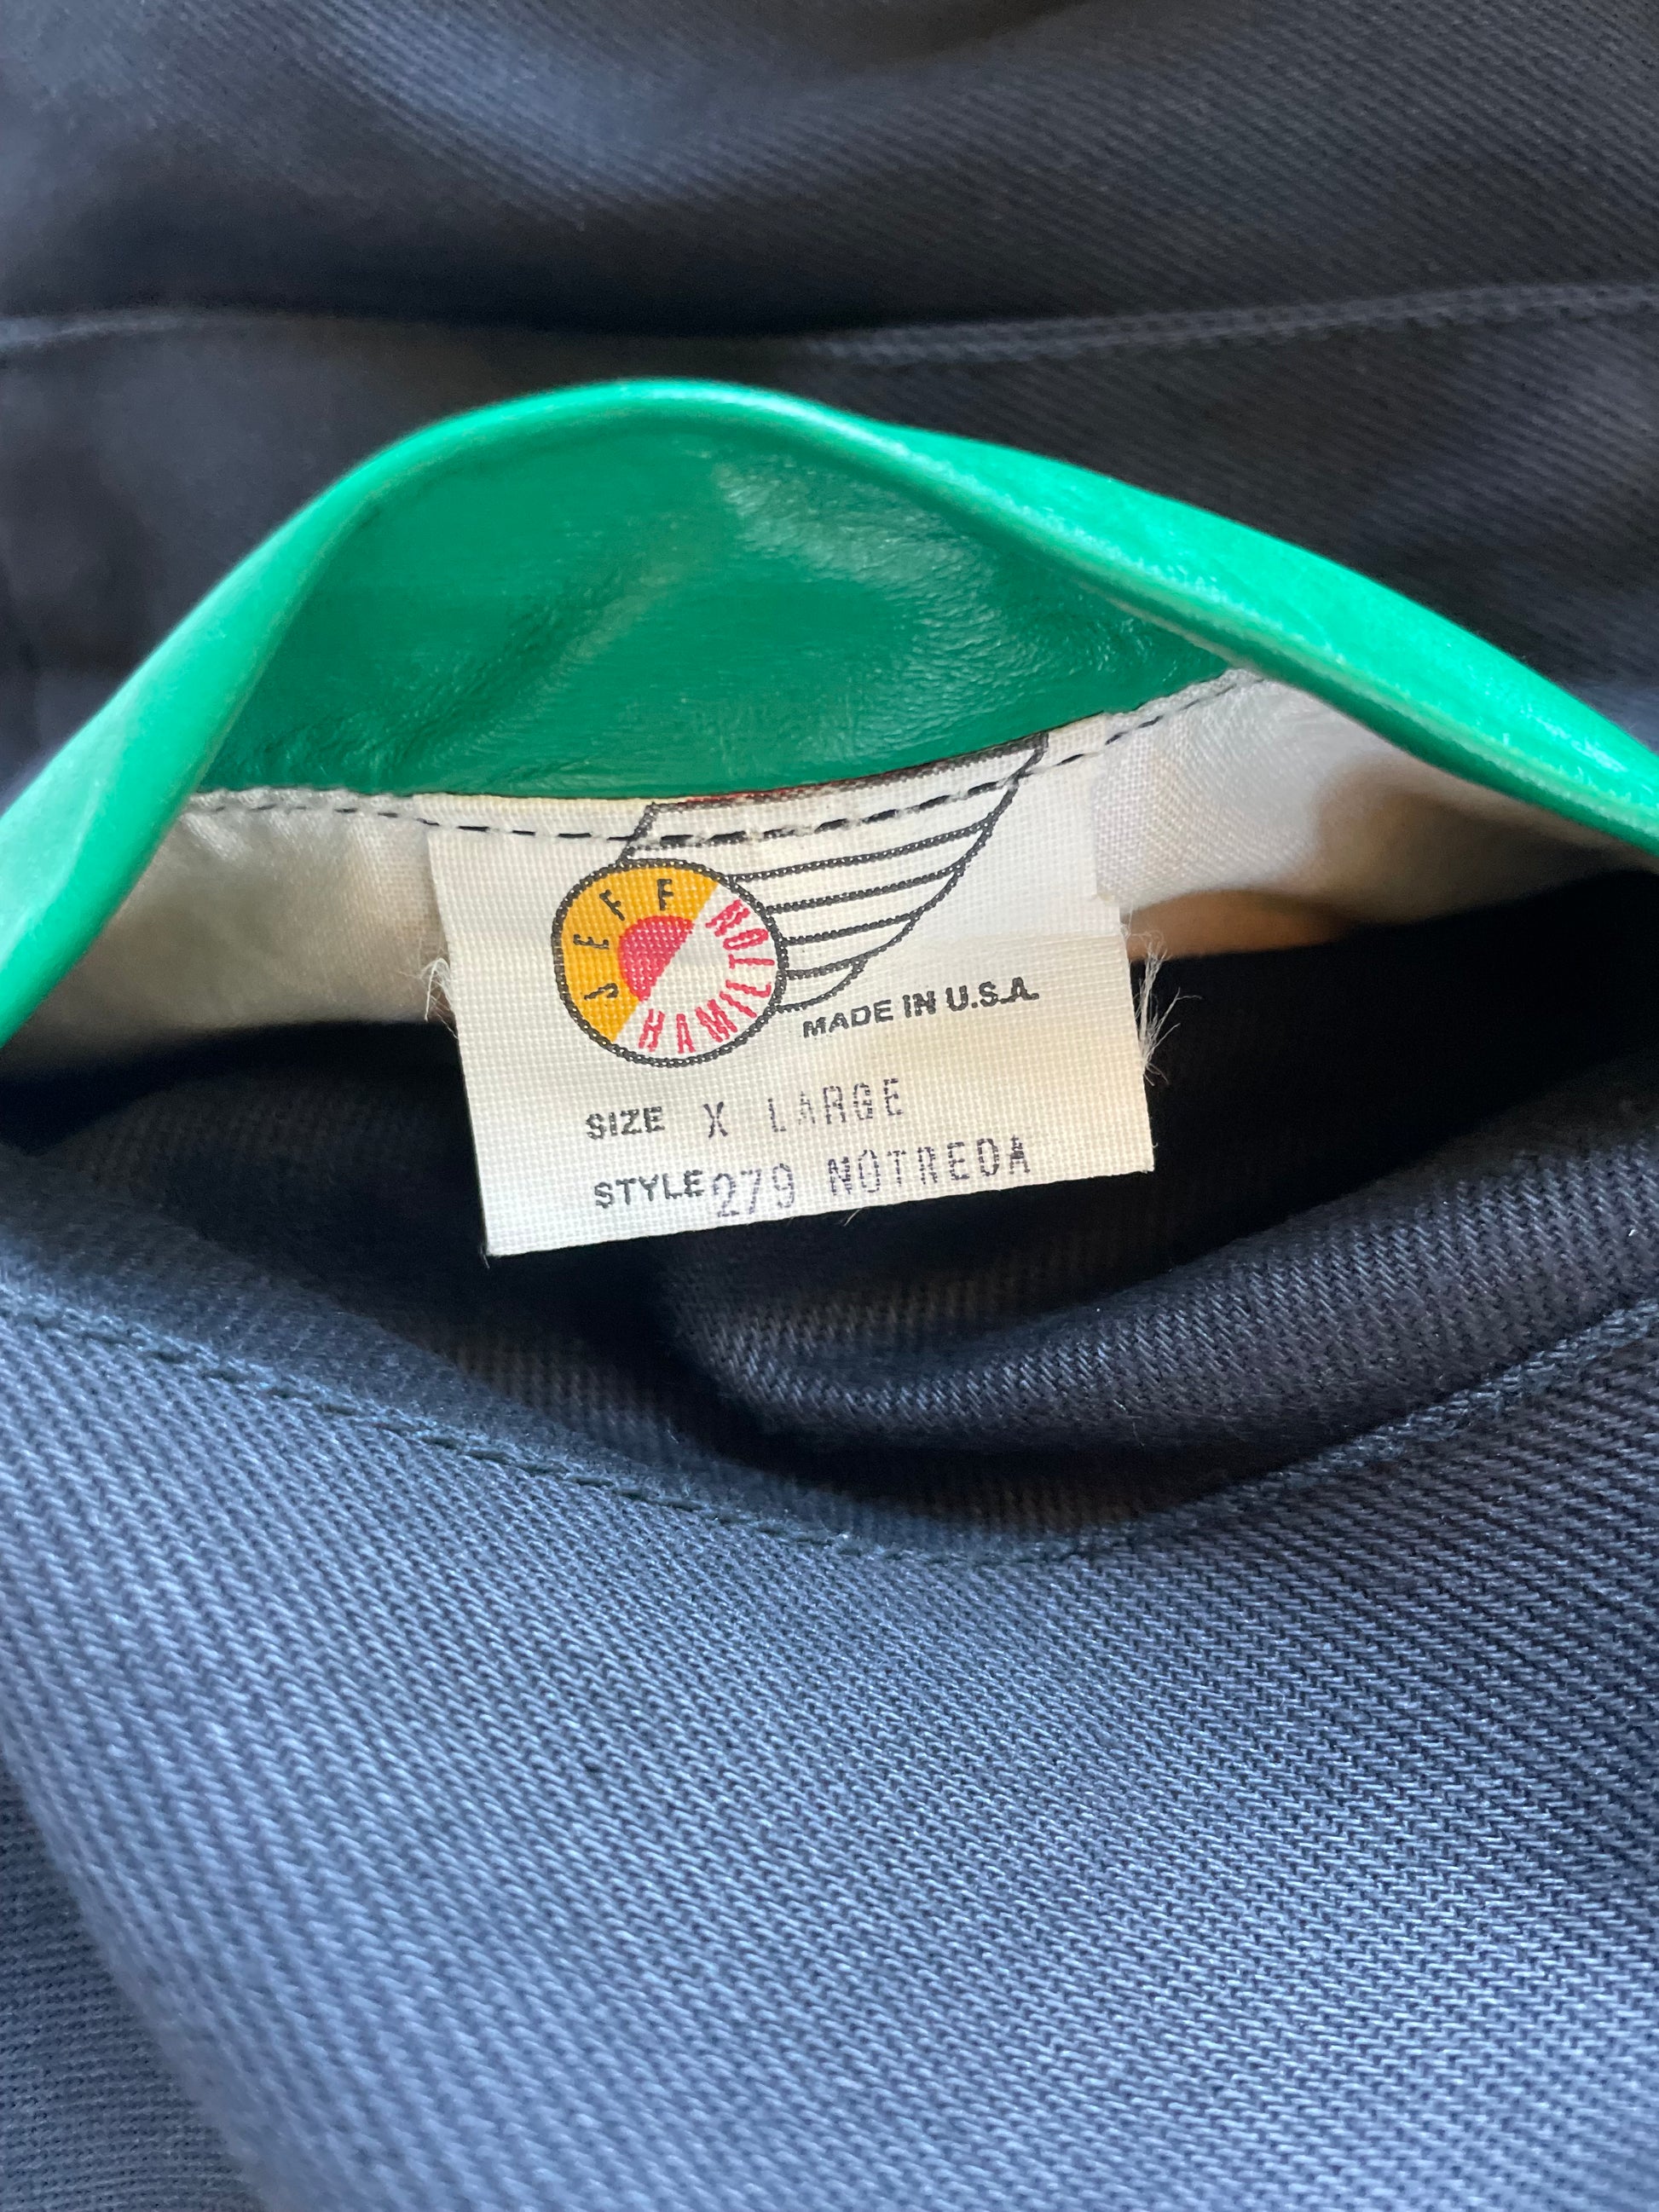 JEFF HAMILTON
MADE IN U.S.A.
SIZE X LARGE
STYLE 279 NOTREDA